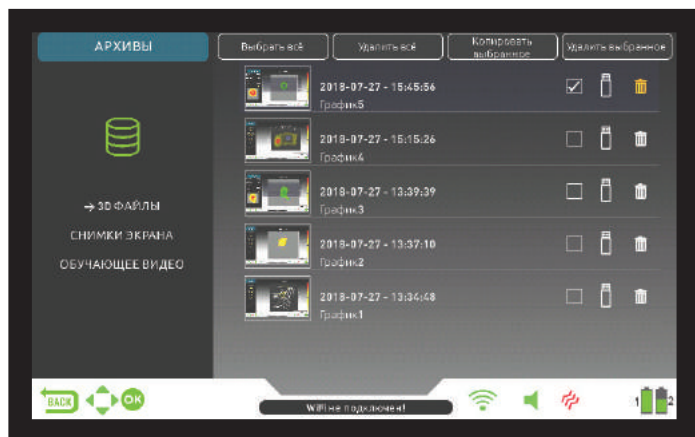 АРХИВЫ
Выбрать всё
Удалить всё
Копировать
выбранное
Удалить выбранное
2018-07-27 - 15:45:56
График5
2018-07-27 - 15:15:26
График4
→ 3D ФАЙЛЫ
2018-07-27 - 13:39:39
График3
СНИМКИ ЭКРАНА
2018-07-27 - 13:37:10
График2
ОБУЧАЮЩЕЕ ВИДЕО
2018-07-27 - 13:34:48
График1
BACK
OK
WiFi не подключен!
1
2